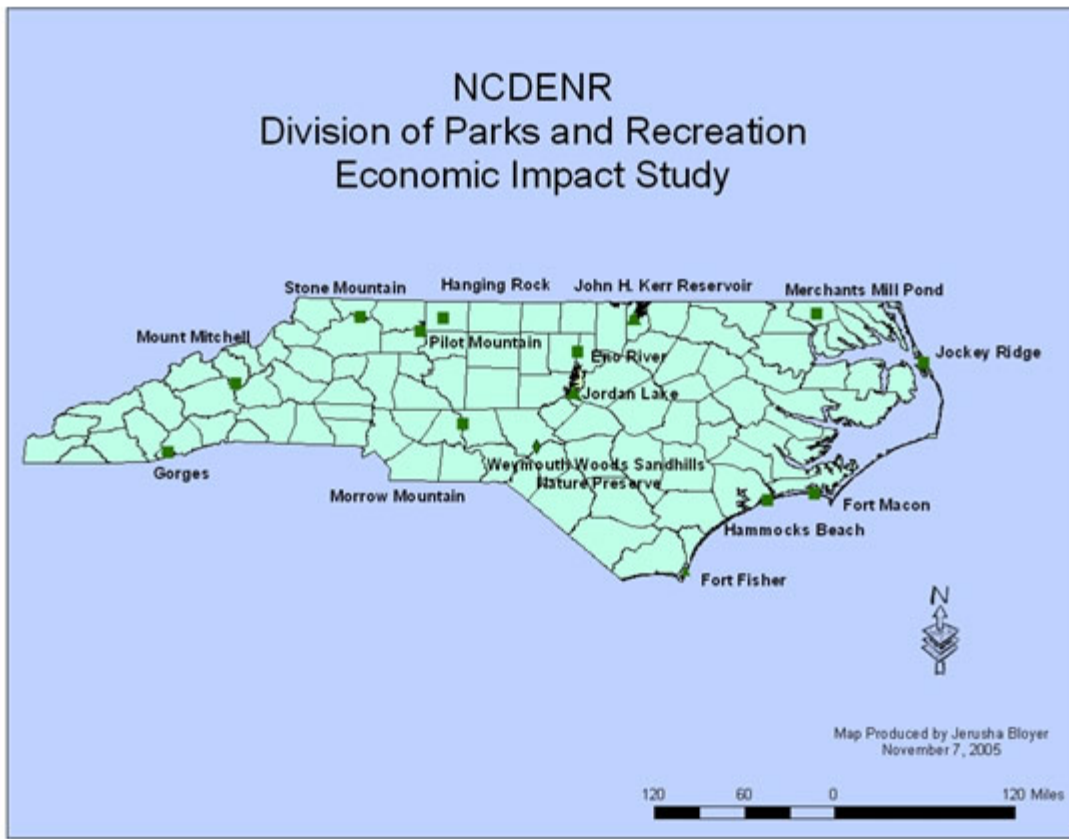 NCDENR
Division of Parks and Recreation
Economic Impact Study
Stone Mountain
Hanging Rock
John H. Kerr Reservoir
Merchants Mill Pond
Mount Mitchell
Pilot Mountain
Eno River
Jockey Ridge
Jordan Lake
Gorges
Weymouth Woods Sandhills
Nature Preserve
Morrow Mountain
Fort Macon
Hammocks Beach
Fort Fisher
N
Map Produced by Jerusha Bloyer
November 7, 2005
120 60 0 120 Miles